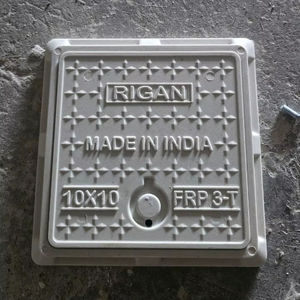 RIGAN
MADE IN INDIA
10X10 FRP 3-T